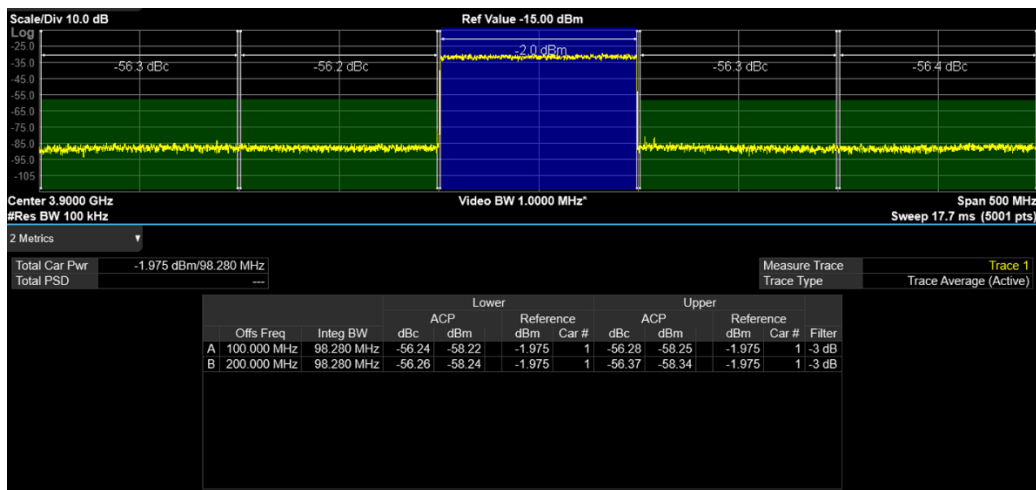 Scale/Div 10.0 dB Ref Value -15.00 dBm
Log
-25.0
-2.0 dBm
-35.0
-56.3 dBc -56.2 dBc -56.3 dBc -56.4 dBc
-45.0
-55.0
-65.0
-75.0
-85.0
-95.0
-105
Center 3.9000 GHz Video BW 1.0000 MHz* Span 500 MHz
#Res BW 100 kHz Sweep 17.7 ms (5001 pts)
2 Metrics
Total Car Pwr -1.975 dBm/98.280 MHz Measure Trace Trace 1
Total PSD --- Trace Type Trace Average (Active)
Lower Upper
ACP Reference ACP Reference
Offs Freq Integ BW dBc dBm dBm Car # dBc dBm dBm Car # Filter
A 100.000 MHz 98.280 MHz -56.24 -58.22 -1.975 1 -56.28 -58.25 -1.975 1 -3 dB
B 200.000 MHz 98.280 MHz -56.26 -58.24 -1.975 1 -56.37 -58.34 -1.975 1 -3 dB